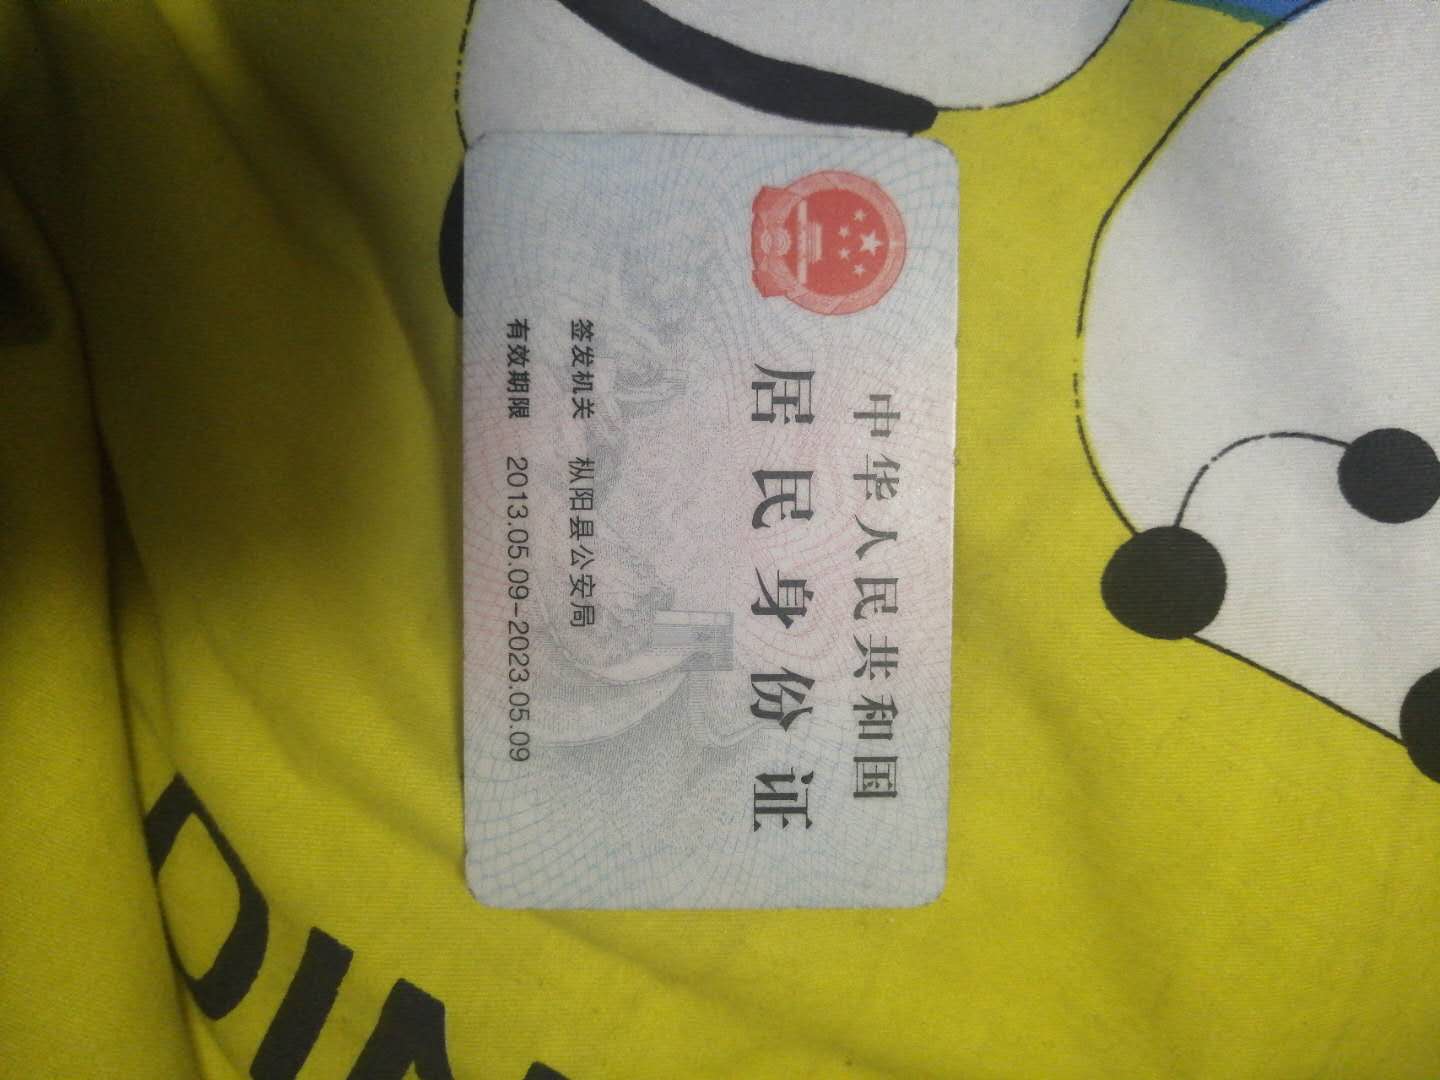 中华人民共和国
居民身份证
签发机关 枞阳县公安局
有效期限 2013.05.09-2023.05.09